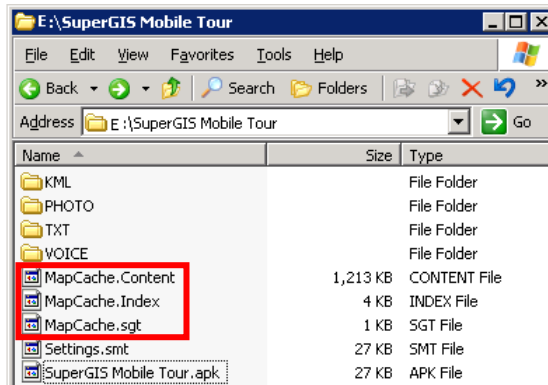 E:\SuperGIS Mobile Tour
File Edit View Favorites Tools Help
Back Search Folders »
Address E:\SuperGIS Mobile Tour Go
Name Size Type
KML File Folder
PHOTO File Folder
TXT File Folder
VOICE File Folder
MapCache.Content 1,213 KB CONTENT File
MapCache.Index 4 KB INDEX File
MapCache.sgt 1 KB SGT File
Settings.smt 27 KB SMT File
SuperGIS Mobile Tour.apk 27 KB APK File